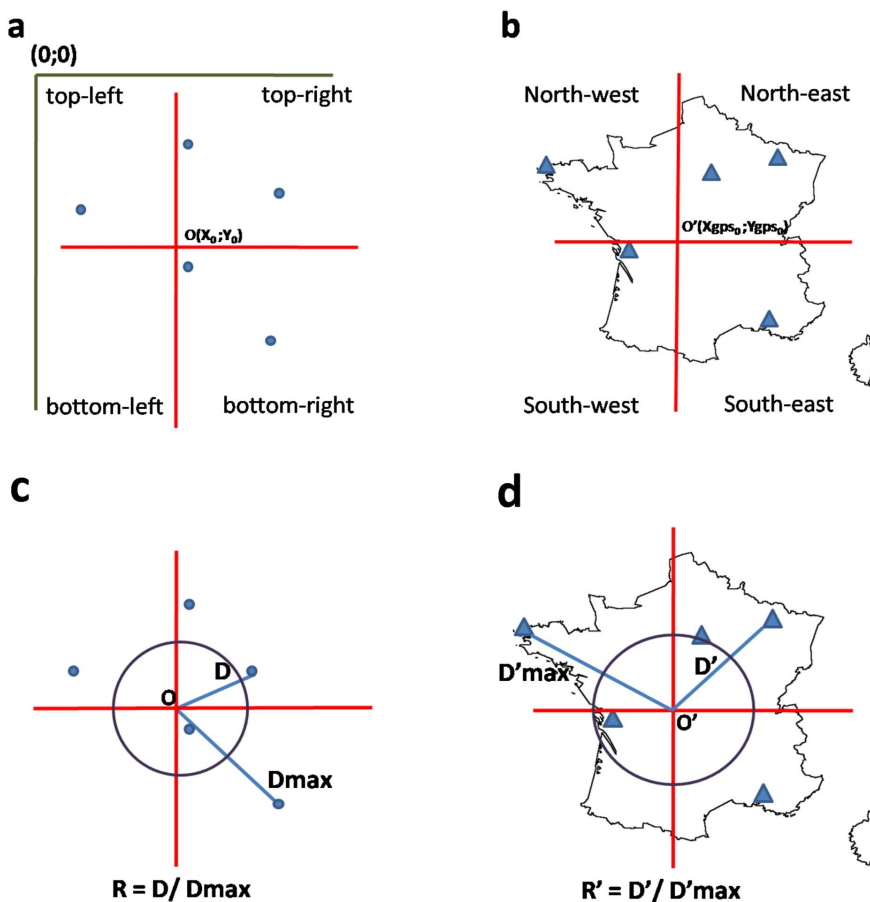 a
(0;0)
top-left
top-right
O(X₀;Y₀)
bottom-left
bottom-right
b
North-west
North-east
O'(Xgps₀;Ygps₀)
South-west
South-east
c
D
O
Dmax
R = D/ Dmax
d
D'max
D'
O'
R' = D'/ D'max